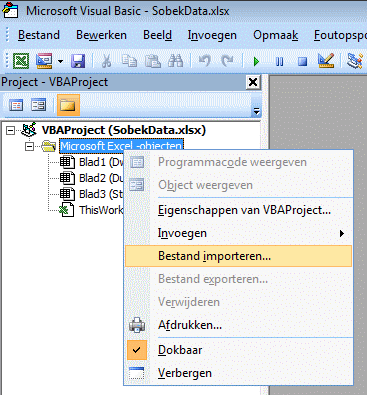 Microsoft Visual Basic - SobekData.xlsx
Bestand Bewerken Beeld Invoegen Opmaak Foutopsp
Project - VBAProject
VBAProject (SobekData.xlsx)
Microsoft Excel -objecten
Blad1 (Dw
Blad2 (Du
Blad3 (St
ThisWork
Programmacode weergeven
Object weergeven
Eigenschappen van VBAProject...
Invoegen
Bestand importeren...
Bestand exporteren...
Verwijderen
Afdrukken...
Dokbaar
Verbergen